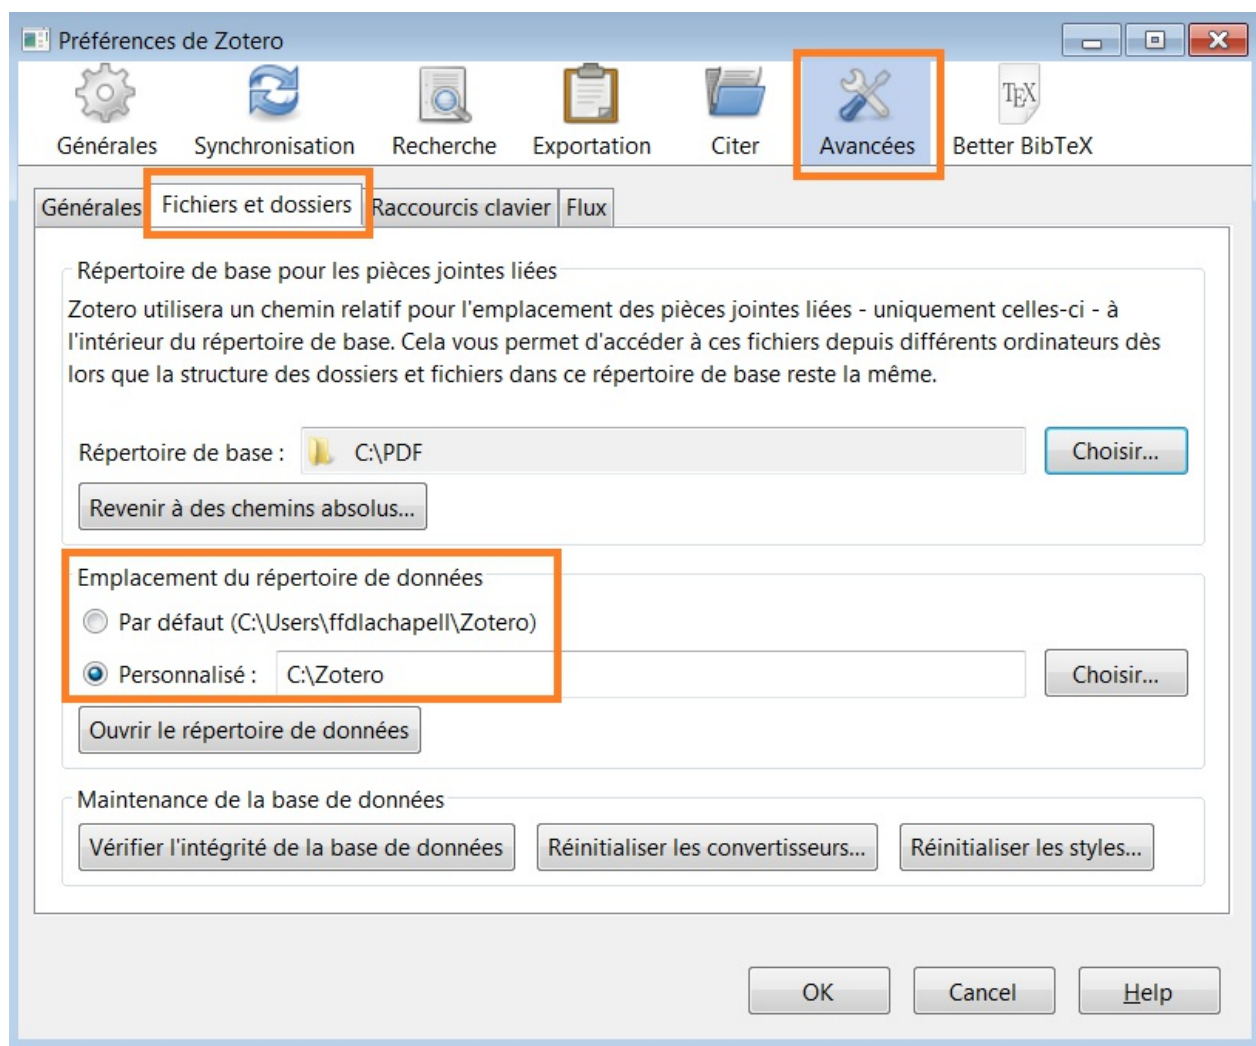 Préférences de Zotero
Générales Synchronisation Recherche Exportation Citer Avancées Better BibTeX
TEX
Générales Fichiers et dossiers Raccourcis clavier Flux
Répertoire de base pour les pièces jointes liées
Zotero utilisera un chemin relatif pour l'emplacement des pièces jointes liées - uniquement celles-ci - à
l'intérieur du répertoire de base. Cela vous permet d'accéder à ces fichiers depuis différents ordinateurs dès
lors que la structure des dossiers et fichiers dans ce répertoire de base reste la même.
Répertoire de base : C:\PDF Choisir...
Revenir à des chemins absolus...
Emplacement du répertoire de données
Par défaut (C:\Users\ffdlachapell\Zotero)
Personnalisé : C:\Zotero Choisir...
Ouvrir le répertoire de données
Maintenance de la base de données
Vérifier l'intégrité de la base de données Réinitialiser les convertisseurs... Réinitialiser les styles...
OK Cancel Help